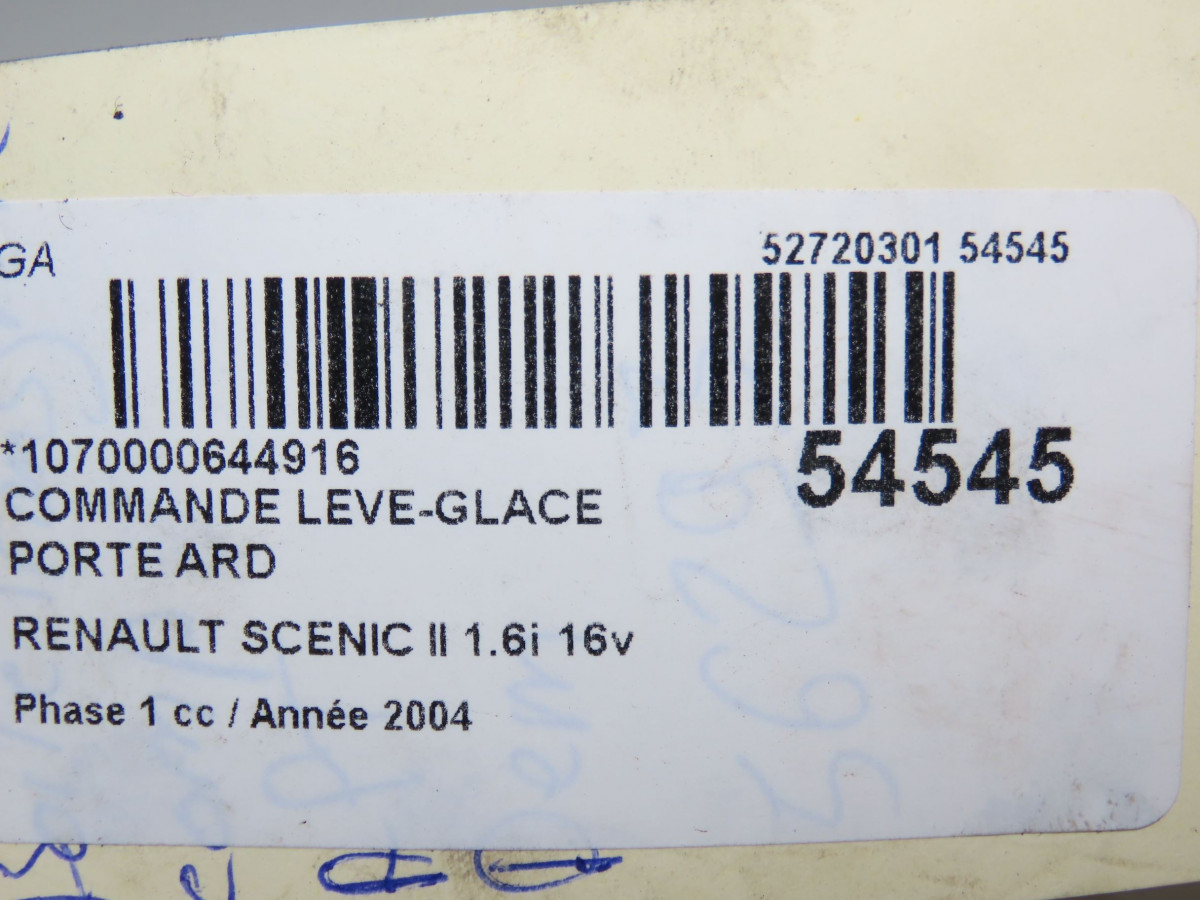 GA
52720301 54545
*1070000644916
54545
COMMANDE LEVE-GLACE
PORTE ARD
RENAULT SCENIC II 1.6i 16v
Phase 1 cc / Année 2004